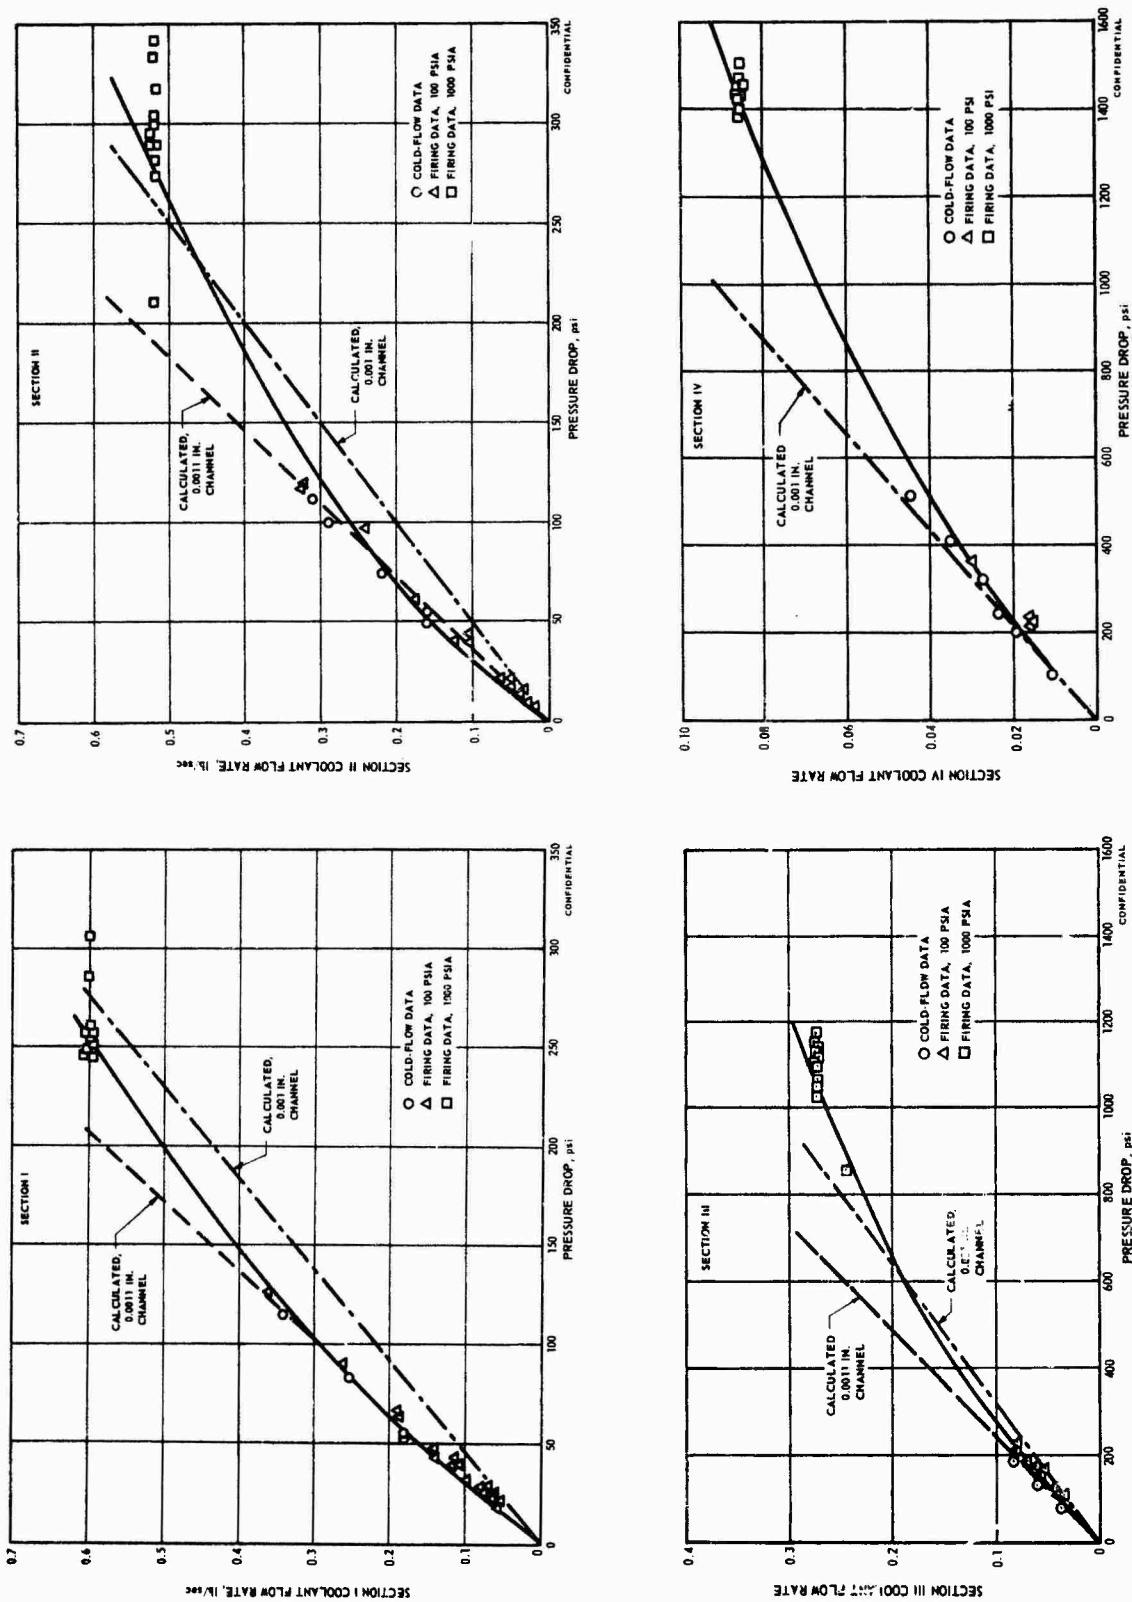 SECTION I COOLANT FLOW RATE, lb/sec
0.7
0.6
0.5
0.4
0.3
0.2
0.1
0
SECTION I
CALCULATED,
0.0011 IN.
CHANNEL
CALCULATED,
0.001 IN.
CHANNEL
COLD-FLOW DATA
FIRING DATA, 100 PSIA
FIRING DATA, 1000 PSIA
0
50
100
150
200
250
300
350
PRESSURE DROP, psi
CONFIDENTIAL
SECTION II COOLANT FLOW RATE, lb/sec
0.6
0.6
0.5
0.4
0.3
0.2
0.1
0
SECTION II
CALCULATED,
0.0011 IN.
CHANNEL
CALCULATED,
0.001 IN.
CHANNEL
COLD-FLOW DATA
FIRING DATA, 100 PSIA
FIRING DATA, 1000 PSIA
0
50
100
150
200
250
300
350
PRESSURE DROP, psi
CONFIDENTIAL
SECTION III COOLANT FLOW RATE
0.4
0.3
0.2
0.1
0
SECTION III
CALCULATED
0.0011 IN.
CHANNEL
CALCULATED,
CHANNEL
COLD-FLOW DATA
FIRING DATA, 100 PSIA
FIRING DATA, 1000 PSIA
0
200
400
600
800
1000
1200
1400
1600
PRESSURE DROP, psi
CONFIDENTIAL
SECTION IV COOLANT FLOW RATE
0.10
0.08
0.06
0.04
0.02
0
SECTION IV
CALCULATED
0.001 IN.
CHANNEL
COLD-FLOW DATA
FIRING DATA, 100 PSIA
FIRING DATA, 1000 PSI
0
200
400
600
800
1000
1200
1400
1600
PRESSURE DROP, psi
CONFIDENTIAL